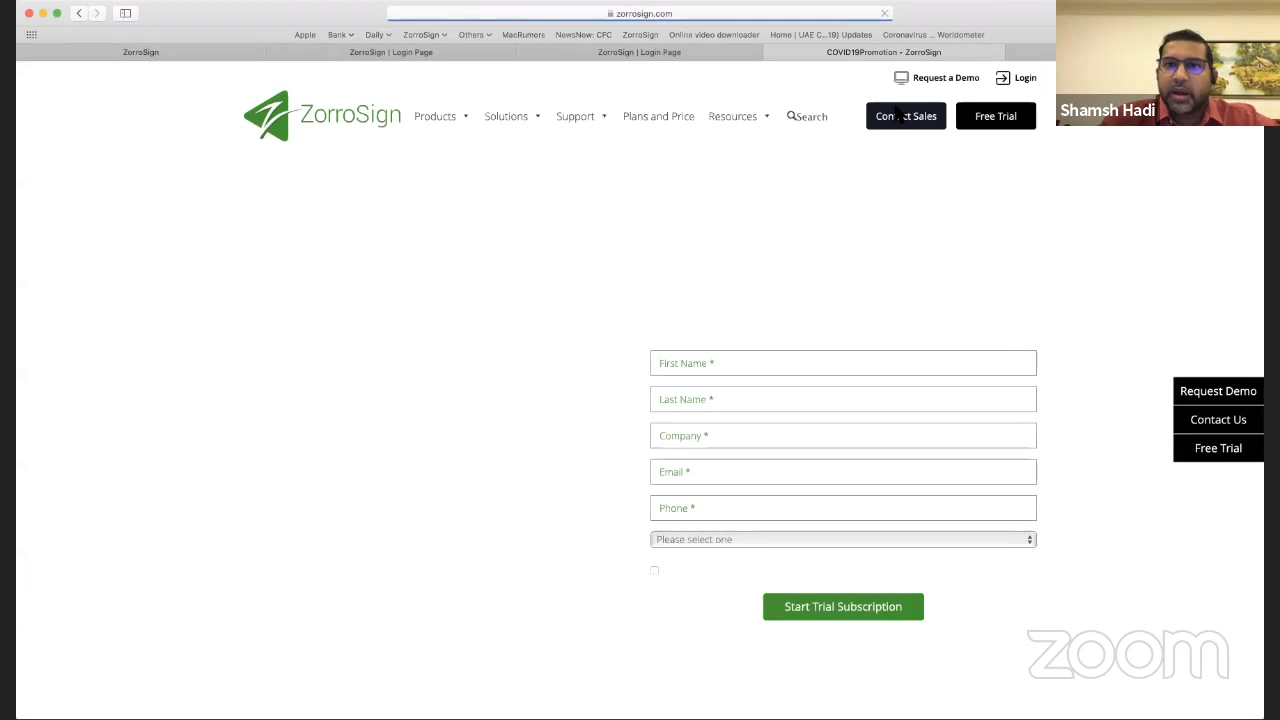 zorrosign.com
Apple Bank Daily ZorroSign Others MacRumors NewsNow: CFC ZorroSign Online video downloader Home | UAE C...19) Updates Coronavirus ... Worldometer
ZorroSign ZorroSign | Login Page ZorroSign | Login Page COVID19Promotion - ZorroSign
Request a Demo Login
ZorroSign Products Solutions Support Plans and Price Resources Search Contact Sales Free Trial
Shamsh Hadi
First Name *
Last Name *
Company *
Email *
Phone *
Please select one
Start Trial Subscription
Request Demo
Contact Us
Free Trial
zoom